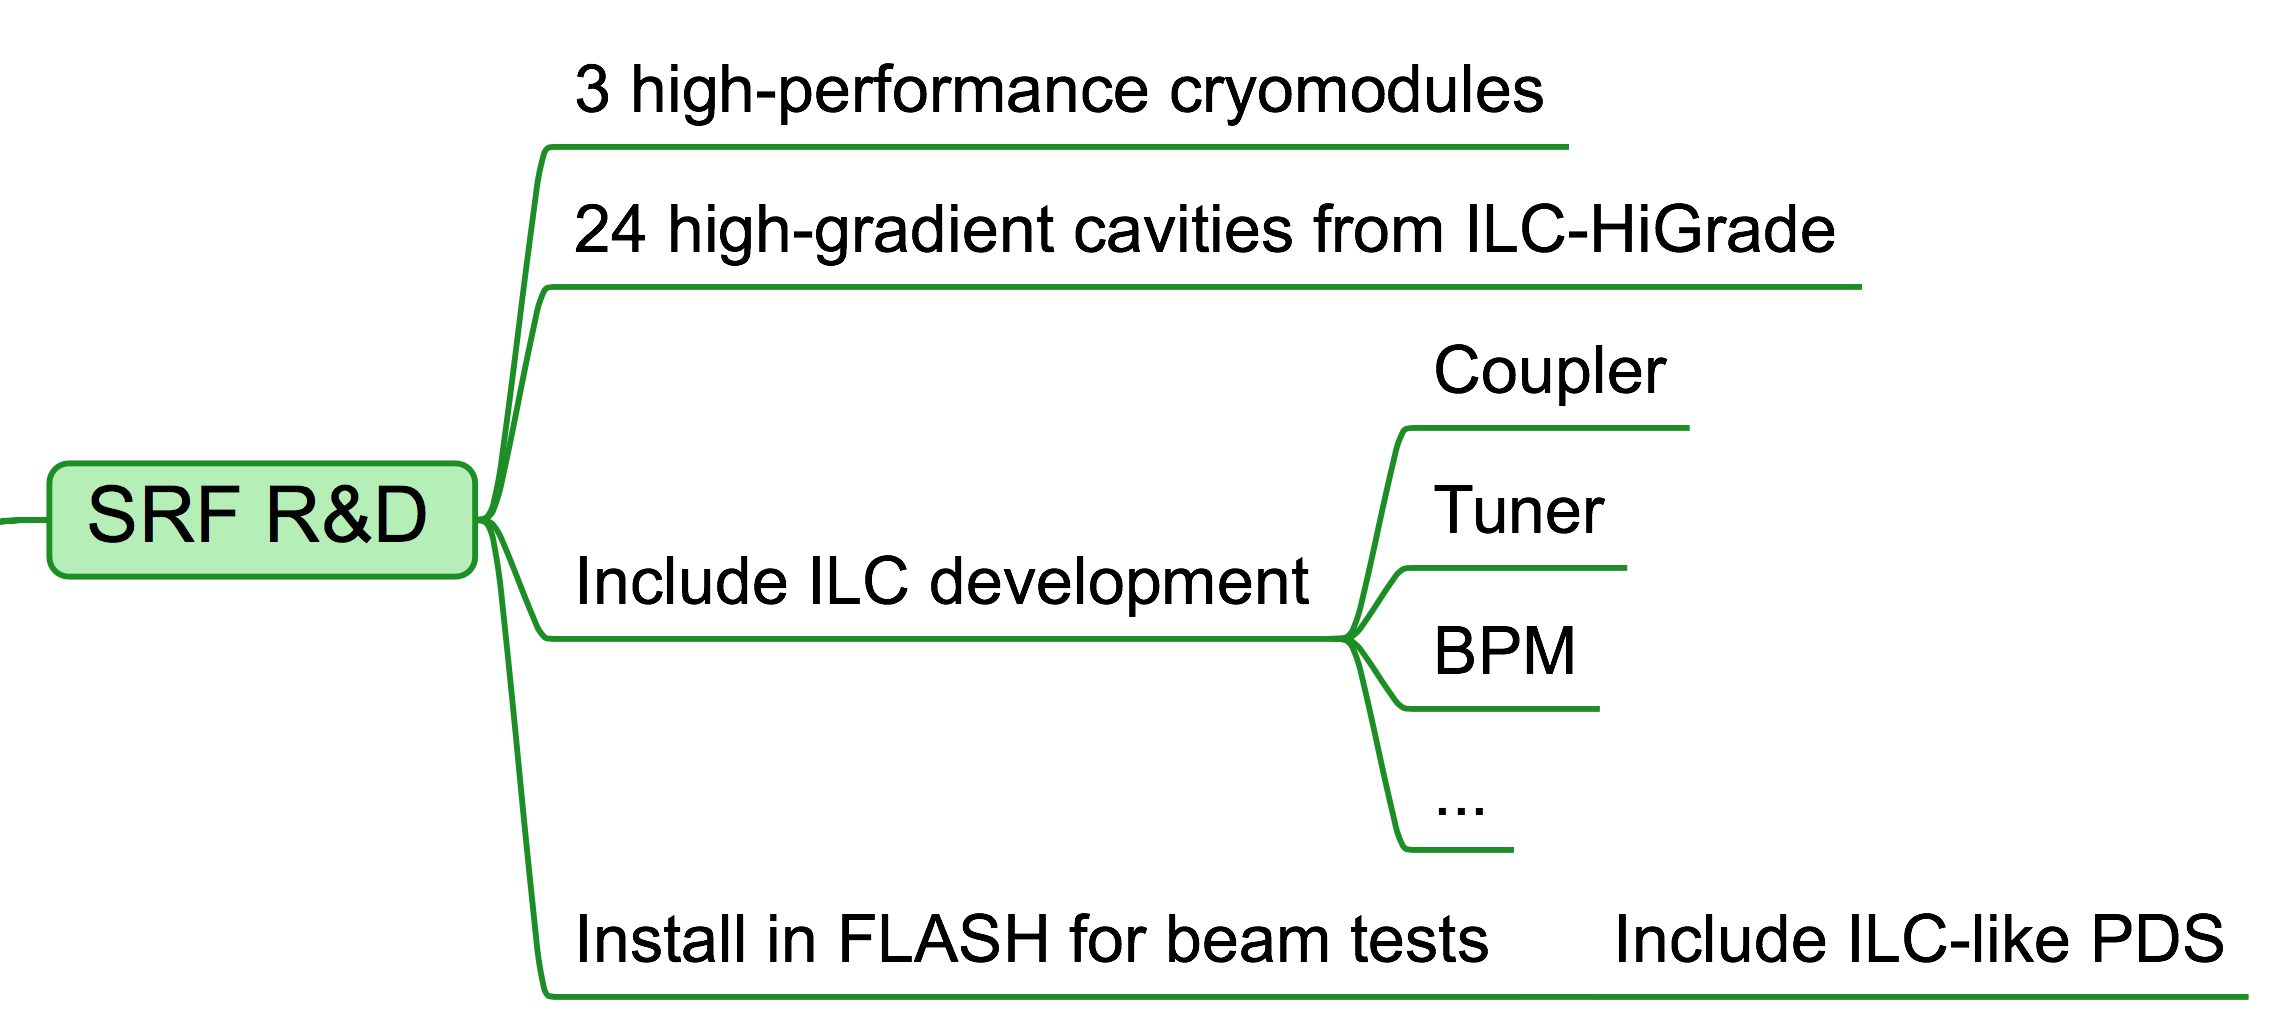 3 high-performance cryomodules
24 high-gradient cavities from ILC-HiGrade
Coupler
Tuner
SRF R&D
Include ILC development
BPM
...
Install in FLASH for beam tests
Include ILC-like PDS